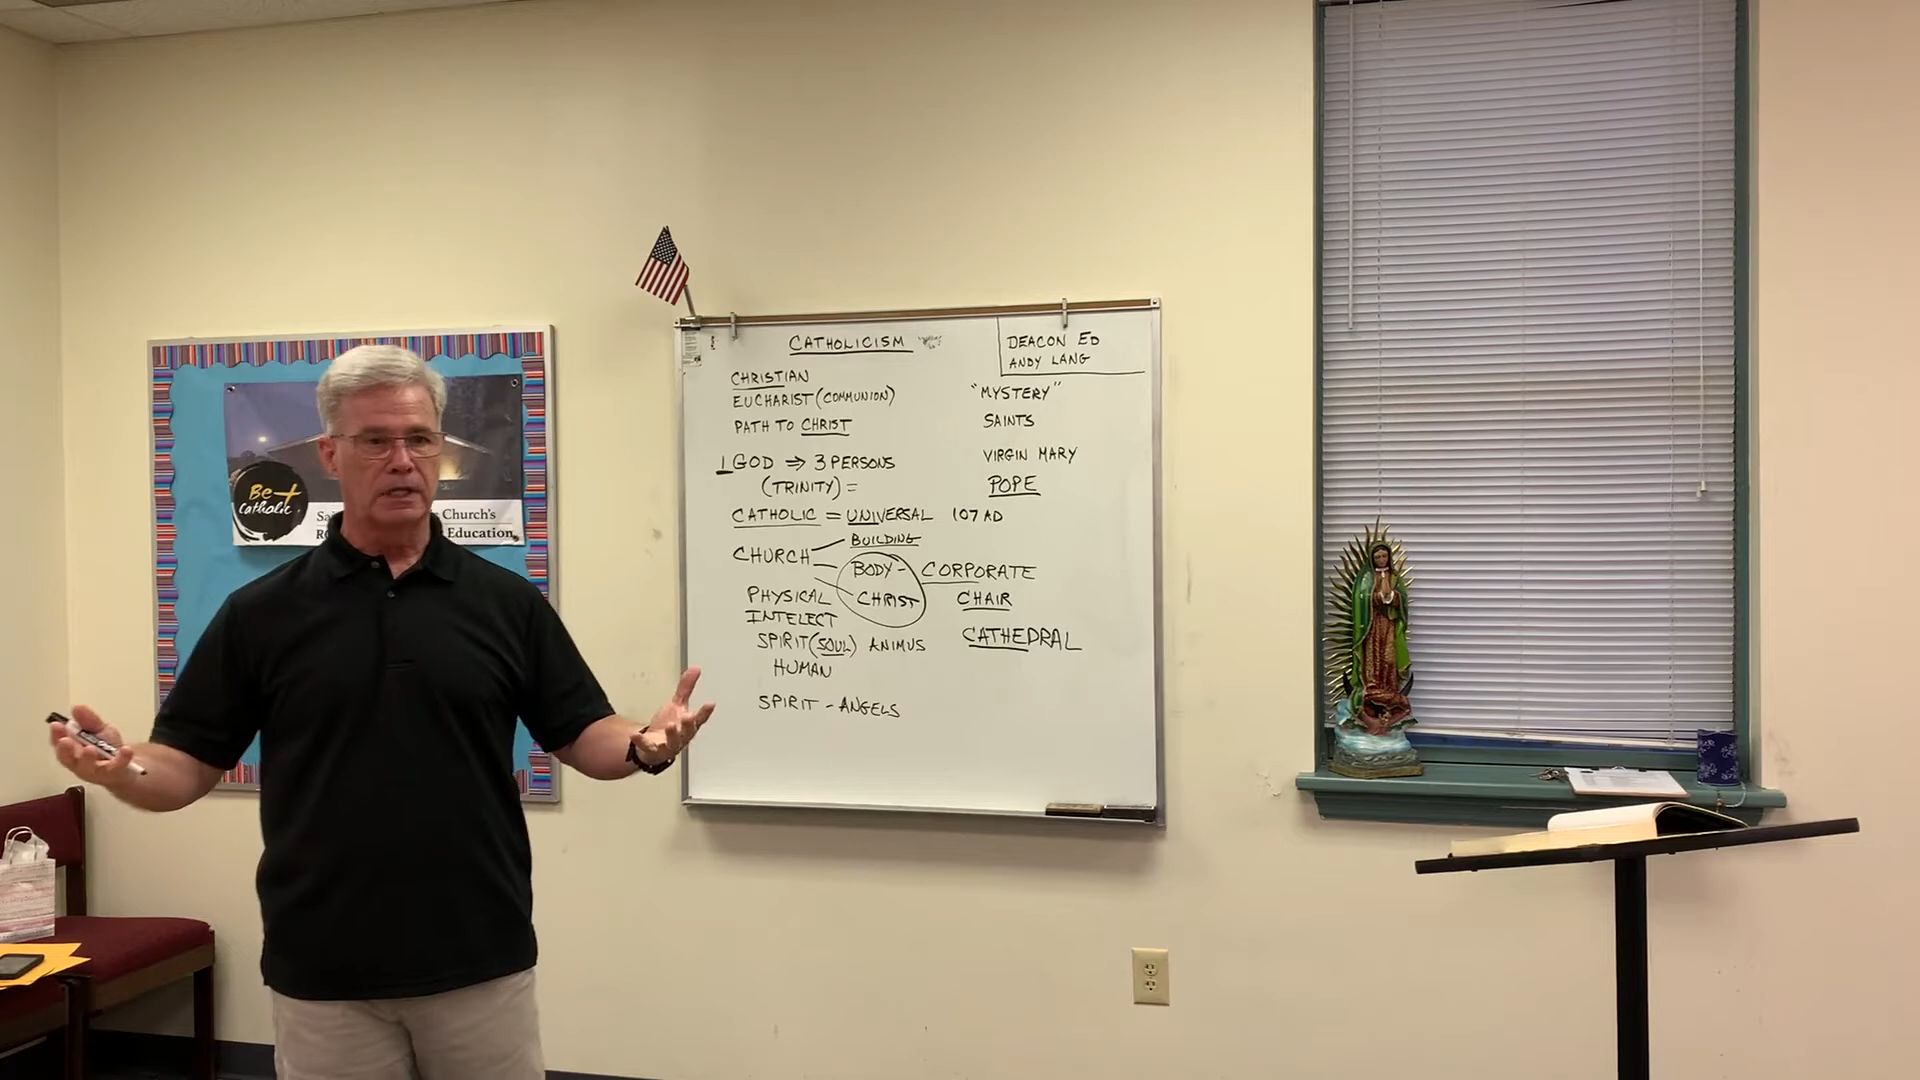 CATHOLICISM
DEACON ED
ANDY LANG
CHRISTIAN
EUCHARIST (COMMUNION)
PATH TO CHRIST
1 GOD ⇒ 3 PERSONS
(TRINITY) =
CATHOLIC = UNIVERSAL 107 AD
CHURCH
BUILDING
BODY - CORPORATE
CHRIST
CHAIR
PHYSICAL
INTELECT
SPIRIT (SOUL) ANIMUS
CATHEDRAL
HUMAN
SPIRIT - ANGELS
"MYSTERY"
SAINTS
VIRGIN MARY
POPE
Be
Catholic.
Church's
Education